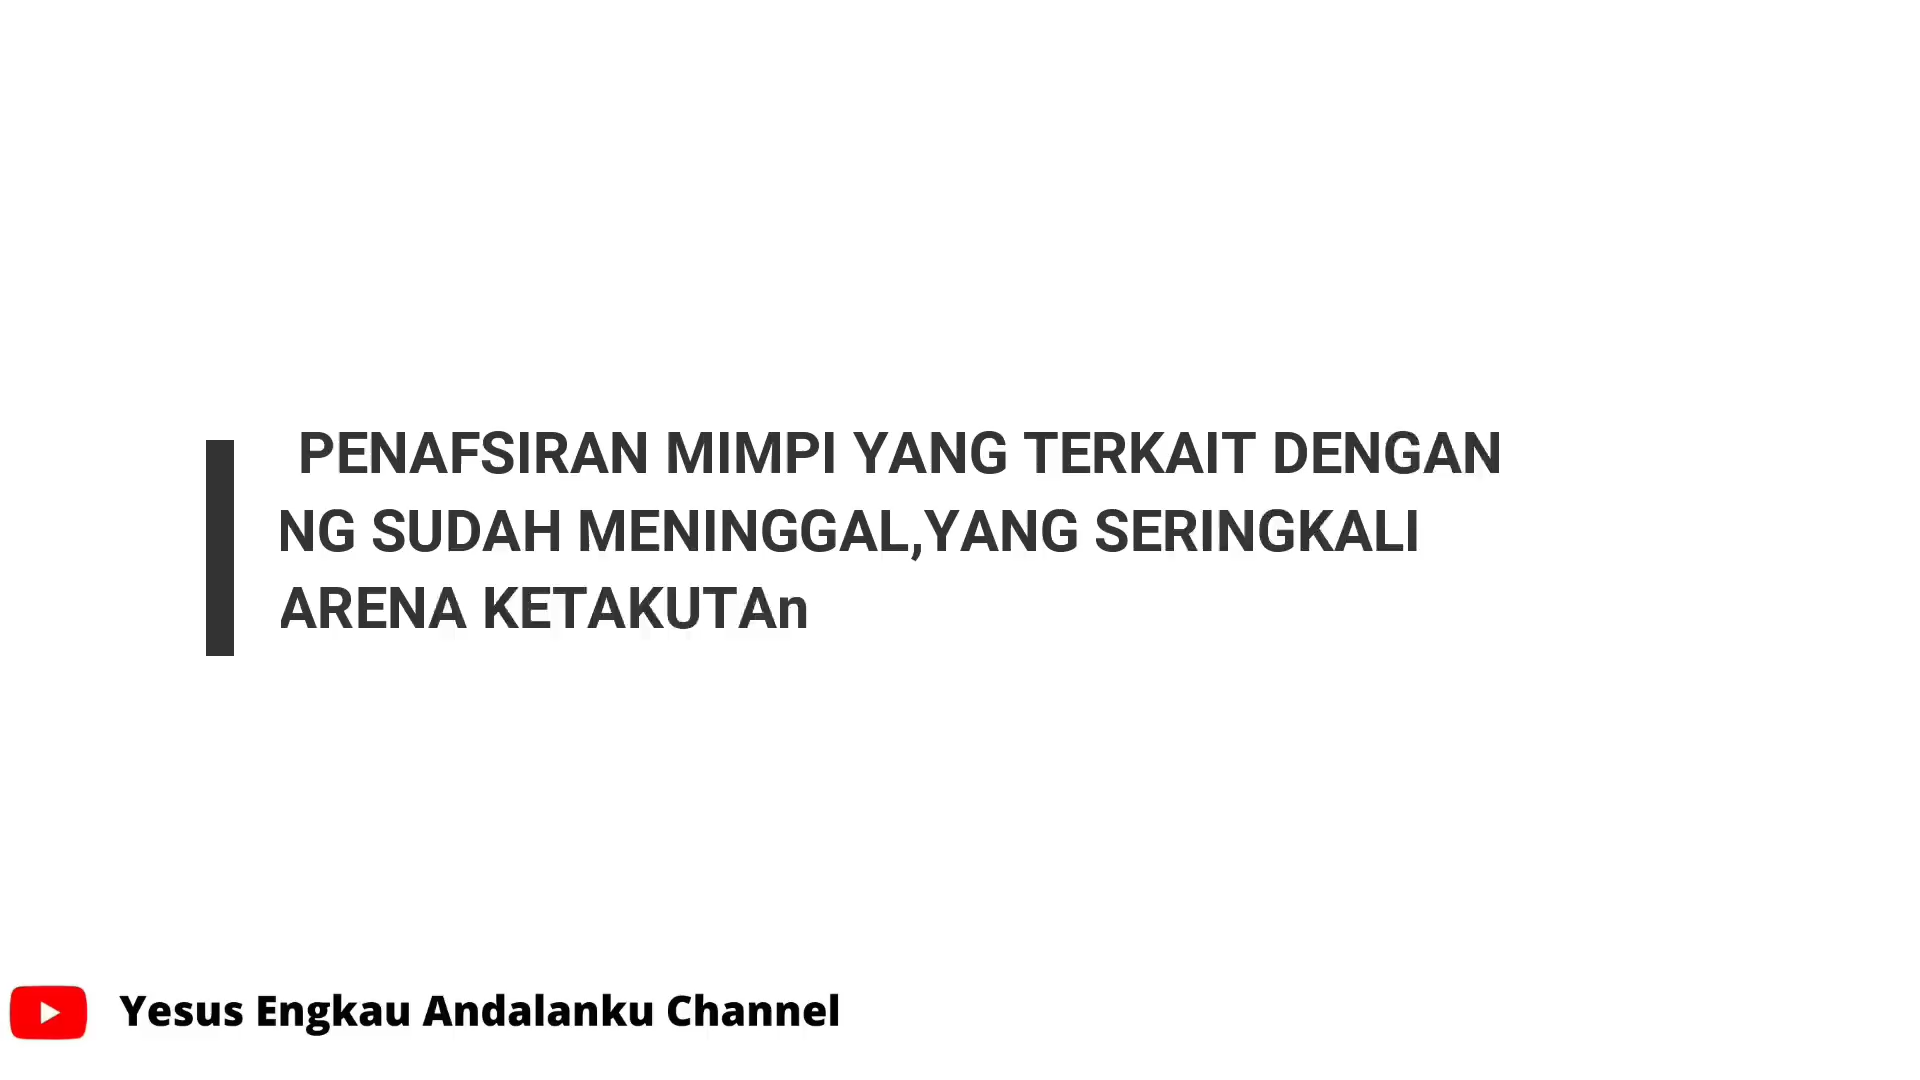 PENAFSIRAN MIMPI YANG TERKAIT DENGAN
NG SUDAH MENINGGAL,YANG SERINGKALI
ARENA KETAKUTAn
Yesus Engkau Andalanku Channel